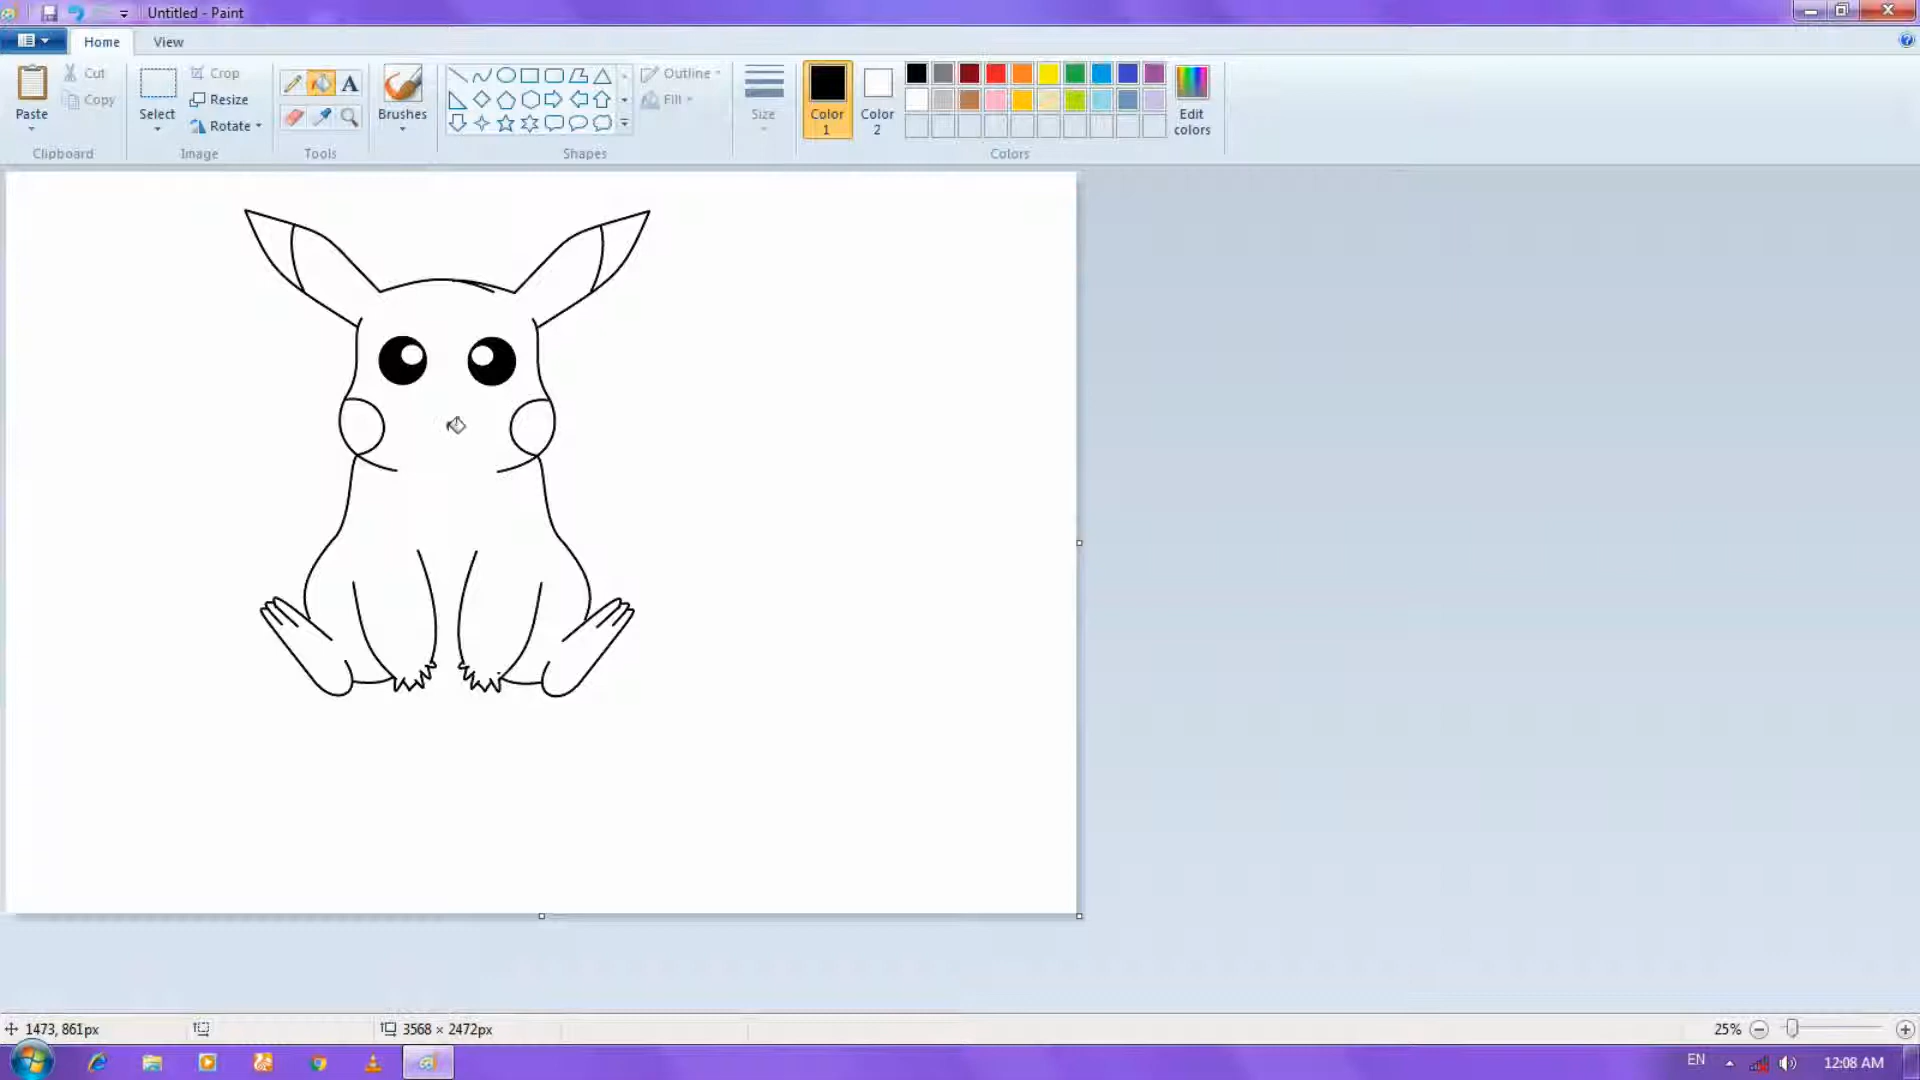 Untitled - Paint
Home View
Paste
Cut
Copy
Clipboard
Select
Crop
Resize
Rotate
Image
A
Tools
Brushes
Outline
Fill
Shapes
Size
Color 1
Color 2
Edit colors
Colors
1473, 861px
3568 × 2472px
25%
EN
12:08 AM